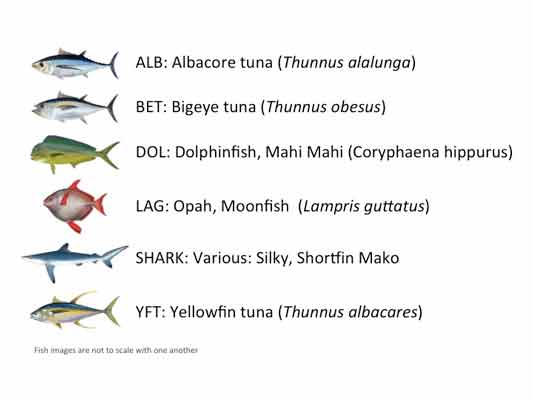 ALB: Albacore tuna (Thunnus alalunga)
BET: Bigeye tuna (Thunnus obesus)
DOL: Dolphinfish, Mahi Mahi (Coryphaena hippurus)
LAG: Opah, Moonfish (Lampris guttatus)
SHARK: Various: Silky, Shortfin Mako
YFT: Yellowfin tuna (Thunnus albacares)
Fish images are not to scale with one another